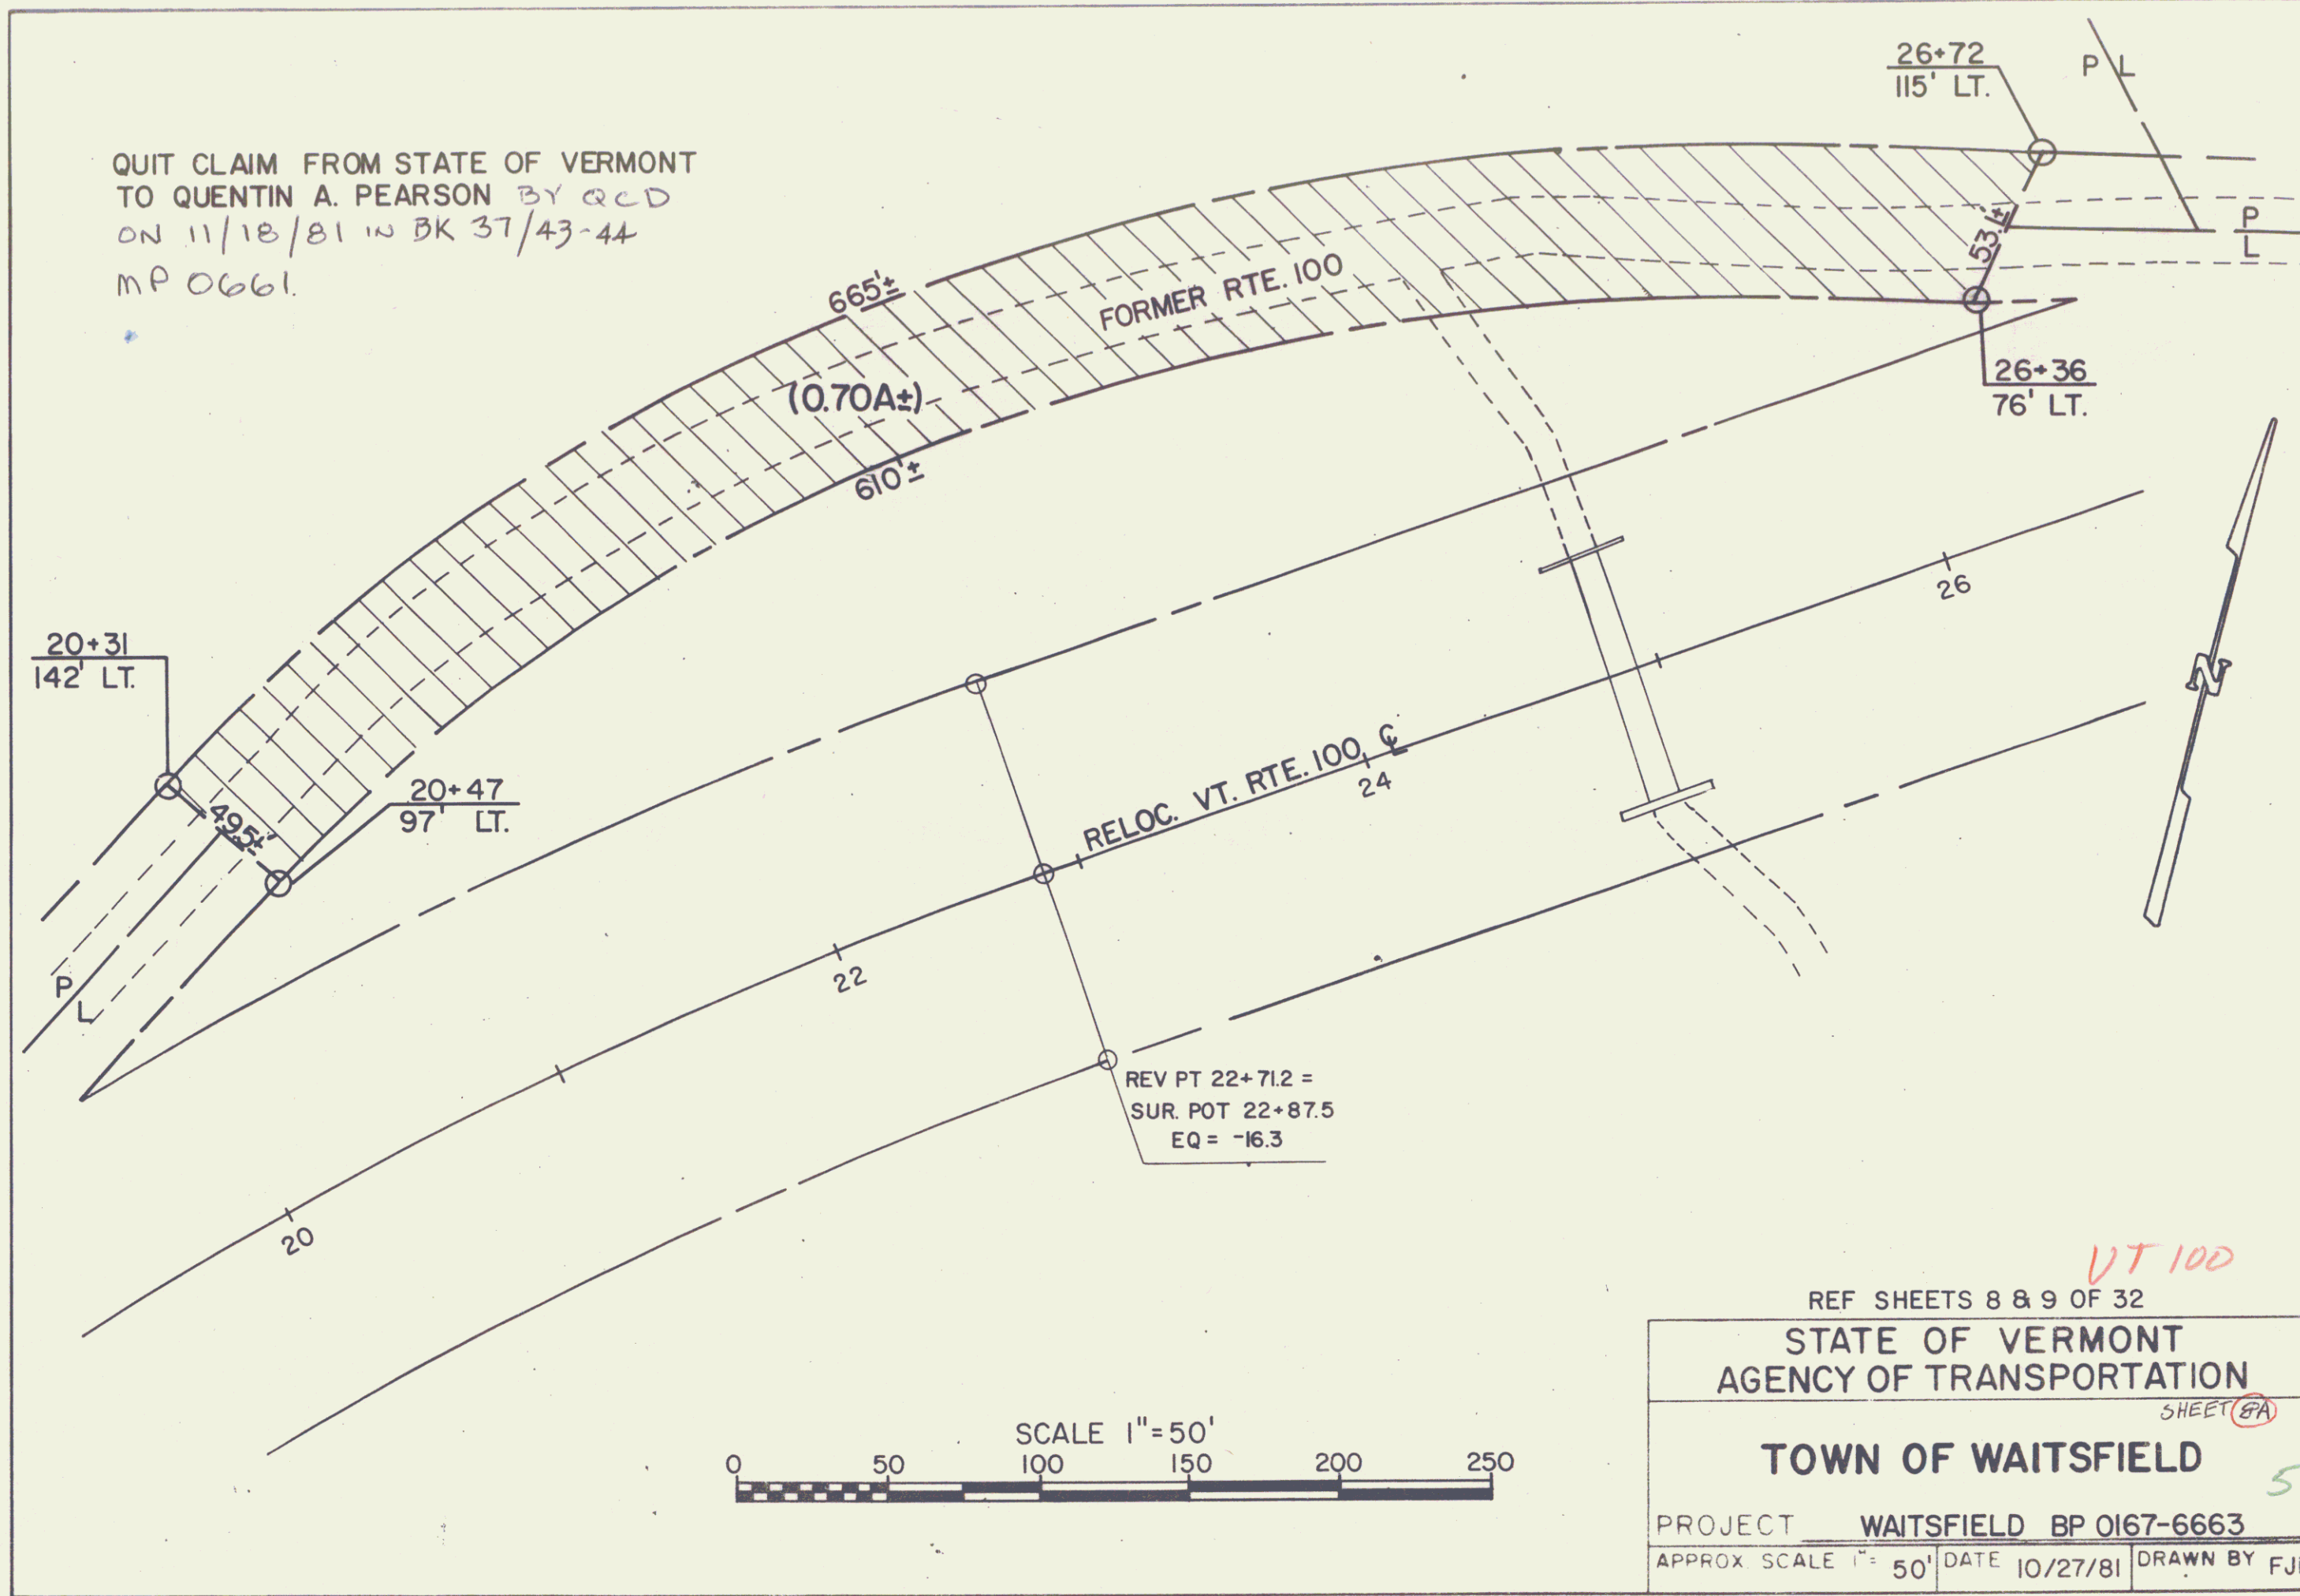 26+72
115' LT.
P L
QUIT CLAIM FROM STATE OF VERMONT
TO QUENTIN A. PEARSON BY QCD
ON 11/18/81 IN BK 37/43-44
MP 0661.
P
L
53'±
665'±
FORMER RTE. 100
(0.70A±)
610'±
26+36
76' LT.
20+31
142' LT.
26
N
20+47
97' LT.
49.5±'
RELOC. VT. RTE. 100, ℄
24
22
P
L
REV PT 22+71.2 =
SUR. POT 22+87.5
EQ = -16.3
20
VT 100
REF SHEETS 8 & 9 OF 32
STATE OF VERMONT
AGENCY OF TRANSPORTATION
SHEET
TOWN OF WAITSFIELD
5
SCALE 1"=50'
0 50 100 150 200 250
PROJECT WAITSFIELD BP 0167-6663
APPROX. SCALE 1"= 50' DATE 10/27/81 DRAWN BY